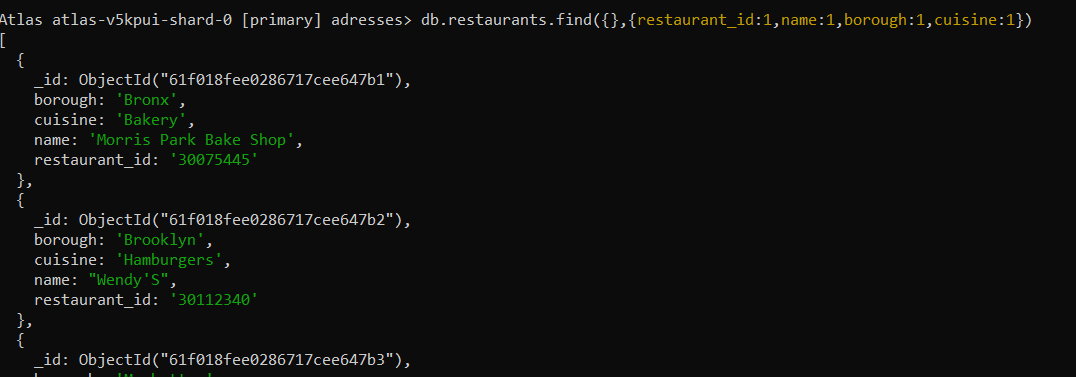 Atlas atlas-v5kpui-shard-0 [primary] adresses> db.restaurants.find({},{restaurant_id:1,name:1,borough:1,cuisine:1})
[
  {
    _id: ObjectId("61f018fee0286717cee647b1"),
    borough: 'Bronx',
    cuisine: 'Bakery',
    name: 'Morris Park Bake Shop',
    restaurant_id: '30075445'
  },
  {
    _id: ObjectId("61f018fee0286717cee647b2"),
    borough: 'Brooklyn',
    cuisine: 'Hamburgers',
    name: "Wendy'S",
    restaurant_id: '30112340'
  },
  {
    _id: ObjectId("61f018fee0286717cee647b3"),